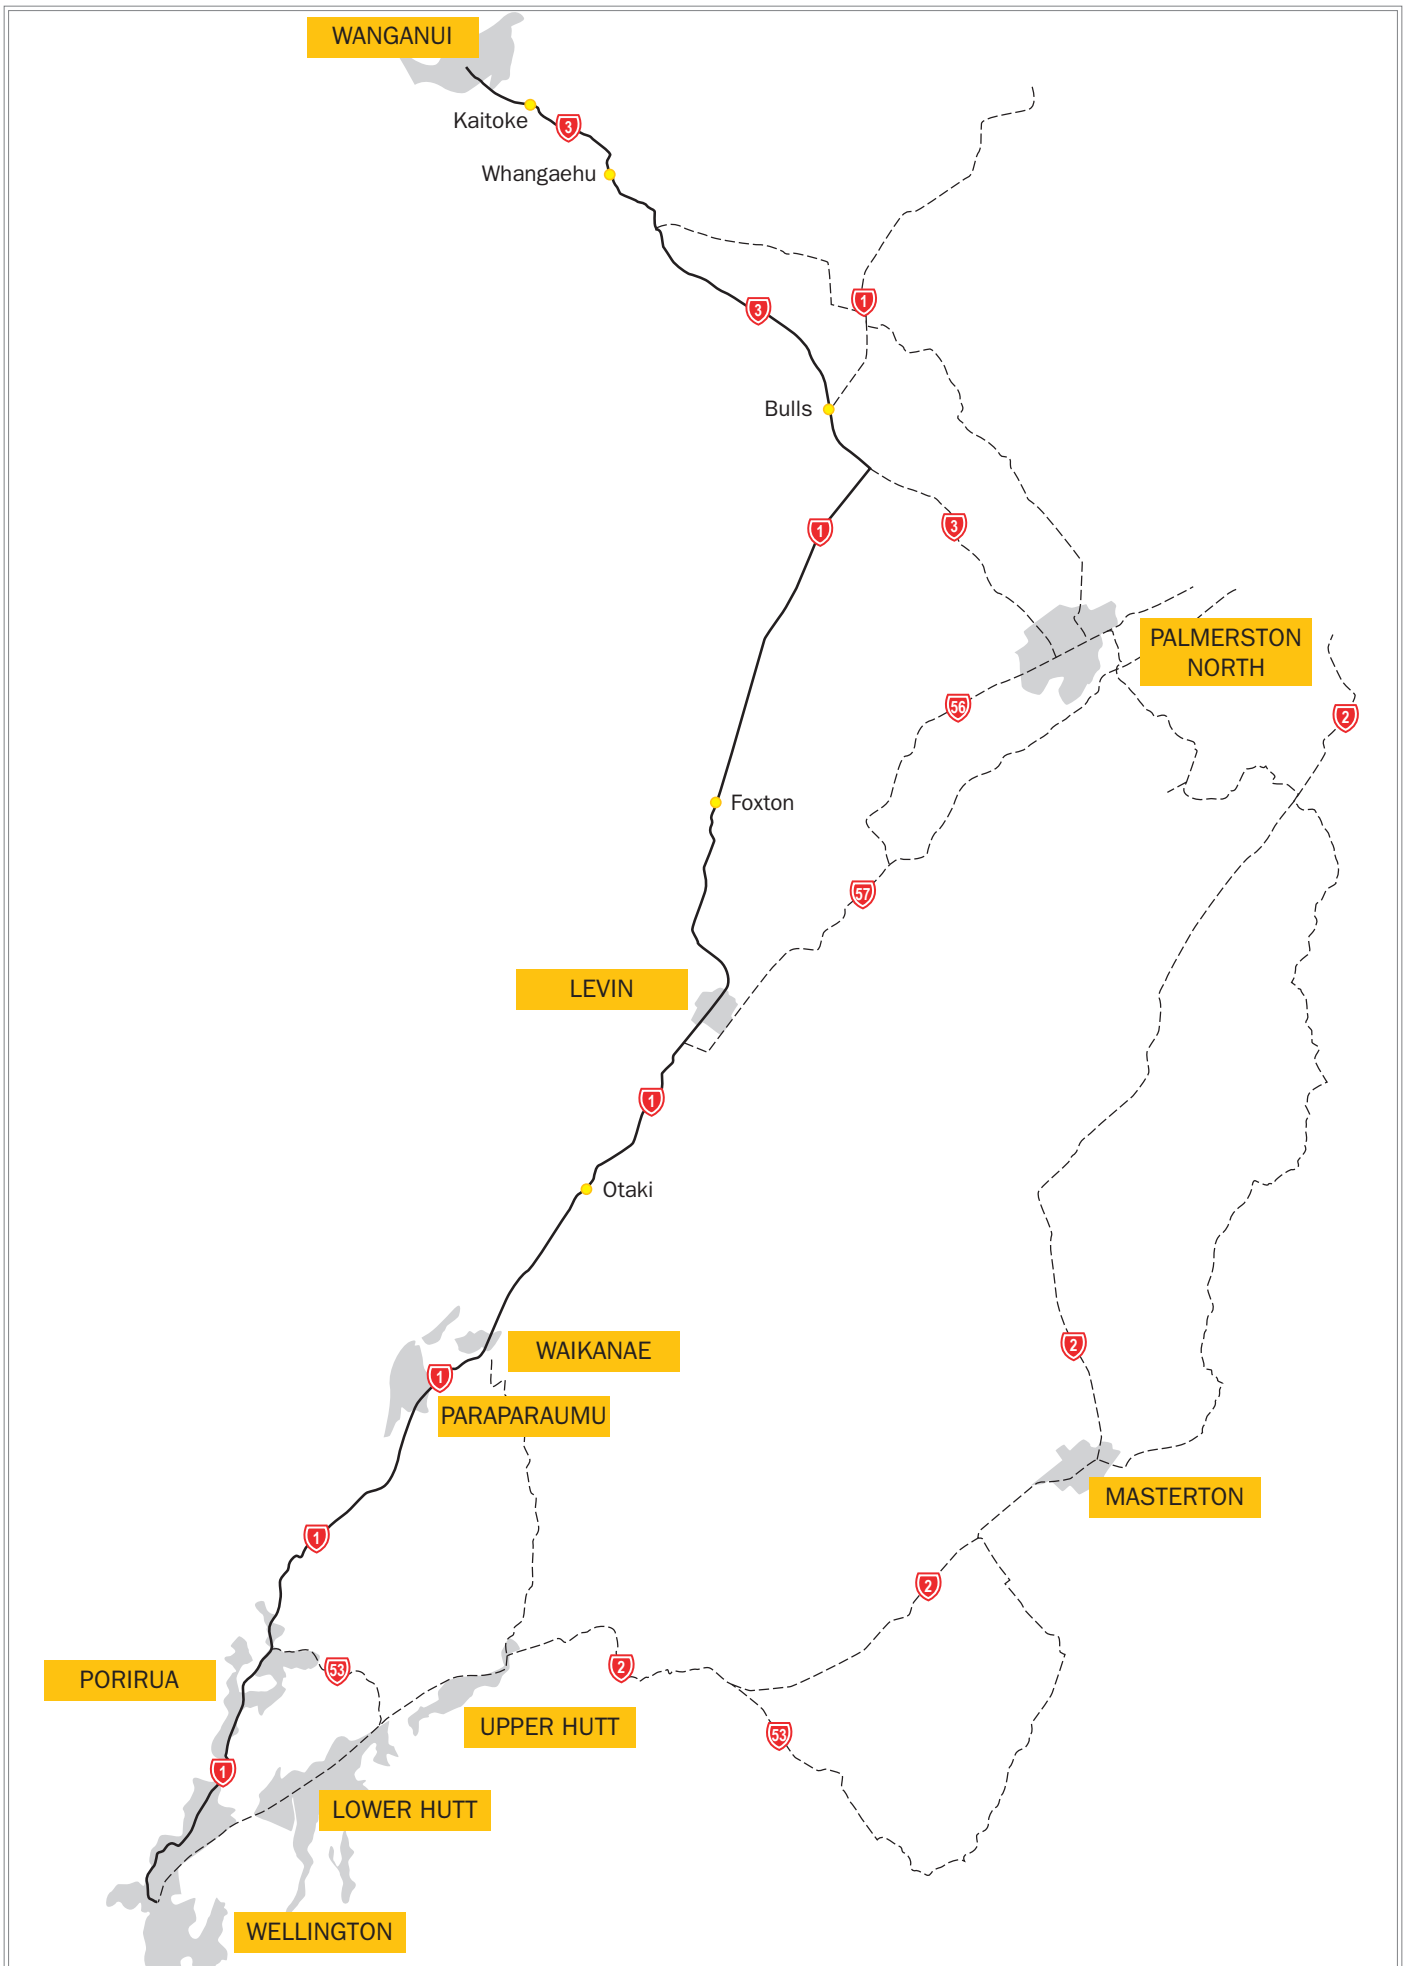 WANGANUI
Kaitoke
3
Whangaehu
1
3
Bulls
3
1
PALMERSTON
NORTH
56
2
Foxton
57
LEVIN
1
Otaki
2
WAIKANAE
1
PARAPARAUMU
MASTERTON
1
2
PORIRUA
53
2
UPPER HUTT
53
1
LOWER HUTT
WELLINGTON